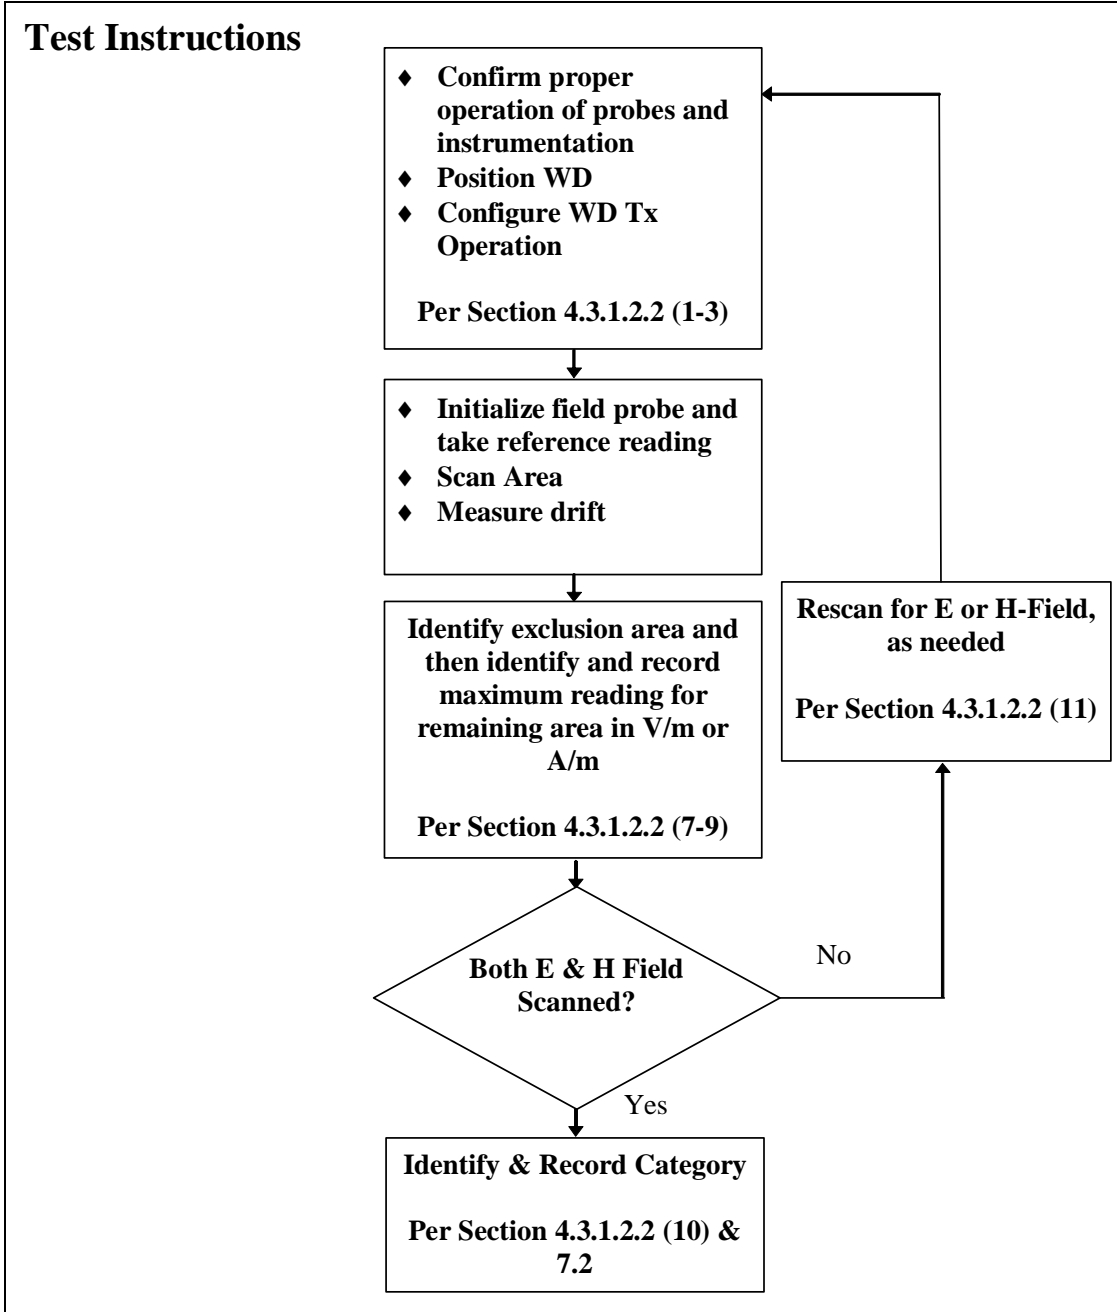 Test Instructions
♦ Confirm proper
operation of probes and
instrumentation
♦ Position WD
♦ Configure WD Tx
Operation
Per Section 4.3.1.2.2 (1-3)
♦ Initialize field probe and
take reference reading
♦ Scan Area
♦ Measure drift
Identify exclusion area and
then identify and record
maximum reading for
remaining area in V/m or
A/m
Per Section 4.3.1.2.2 (7-9)
Rescan for E or H-Field,
as needed
Per Section 4.3.1.2.2 (11)
Both E & H Field
Scanned?
No
Yes
Identify & Record Category
Per Section 4.3.1.2.2 (10) &
7.2